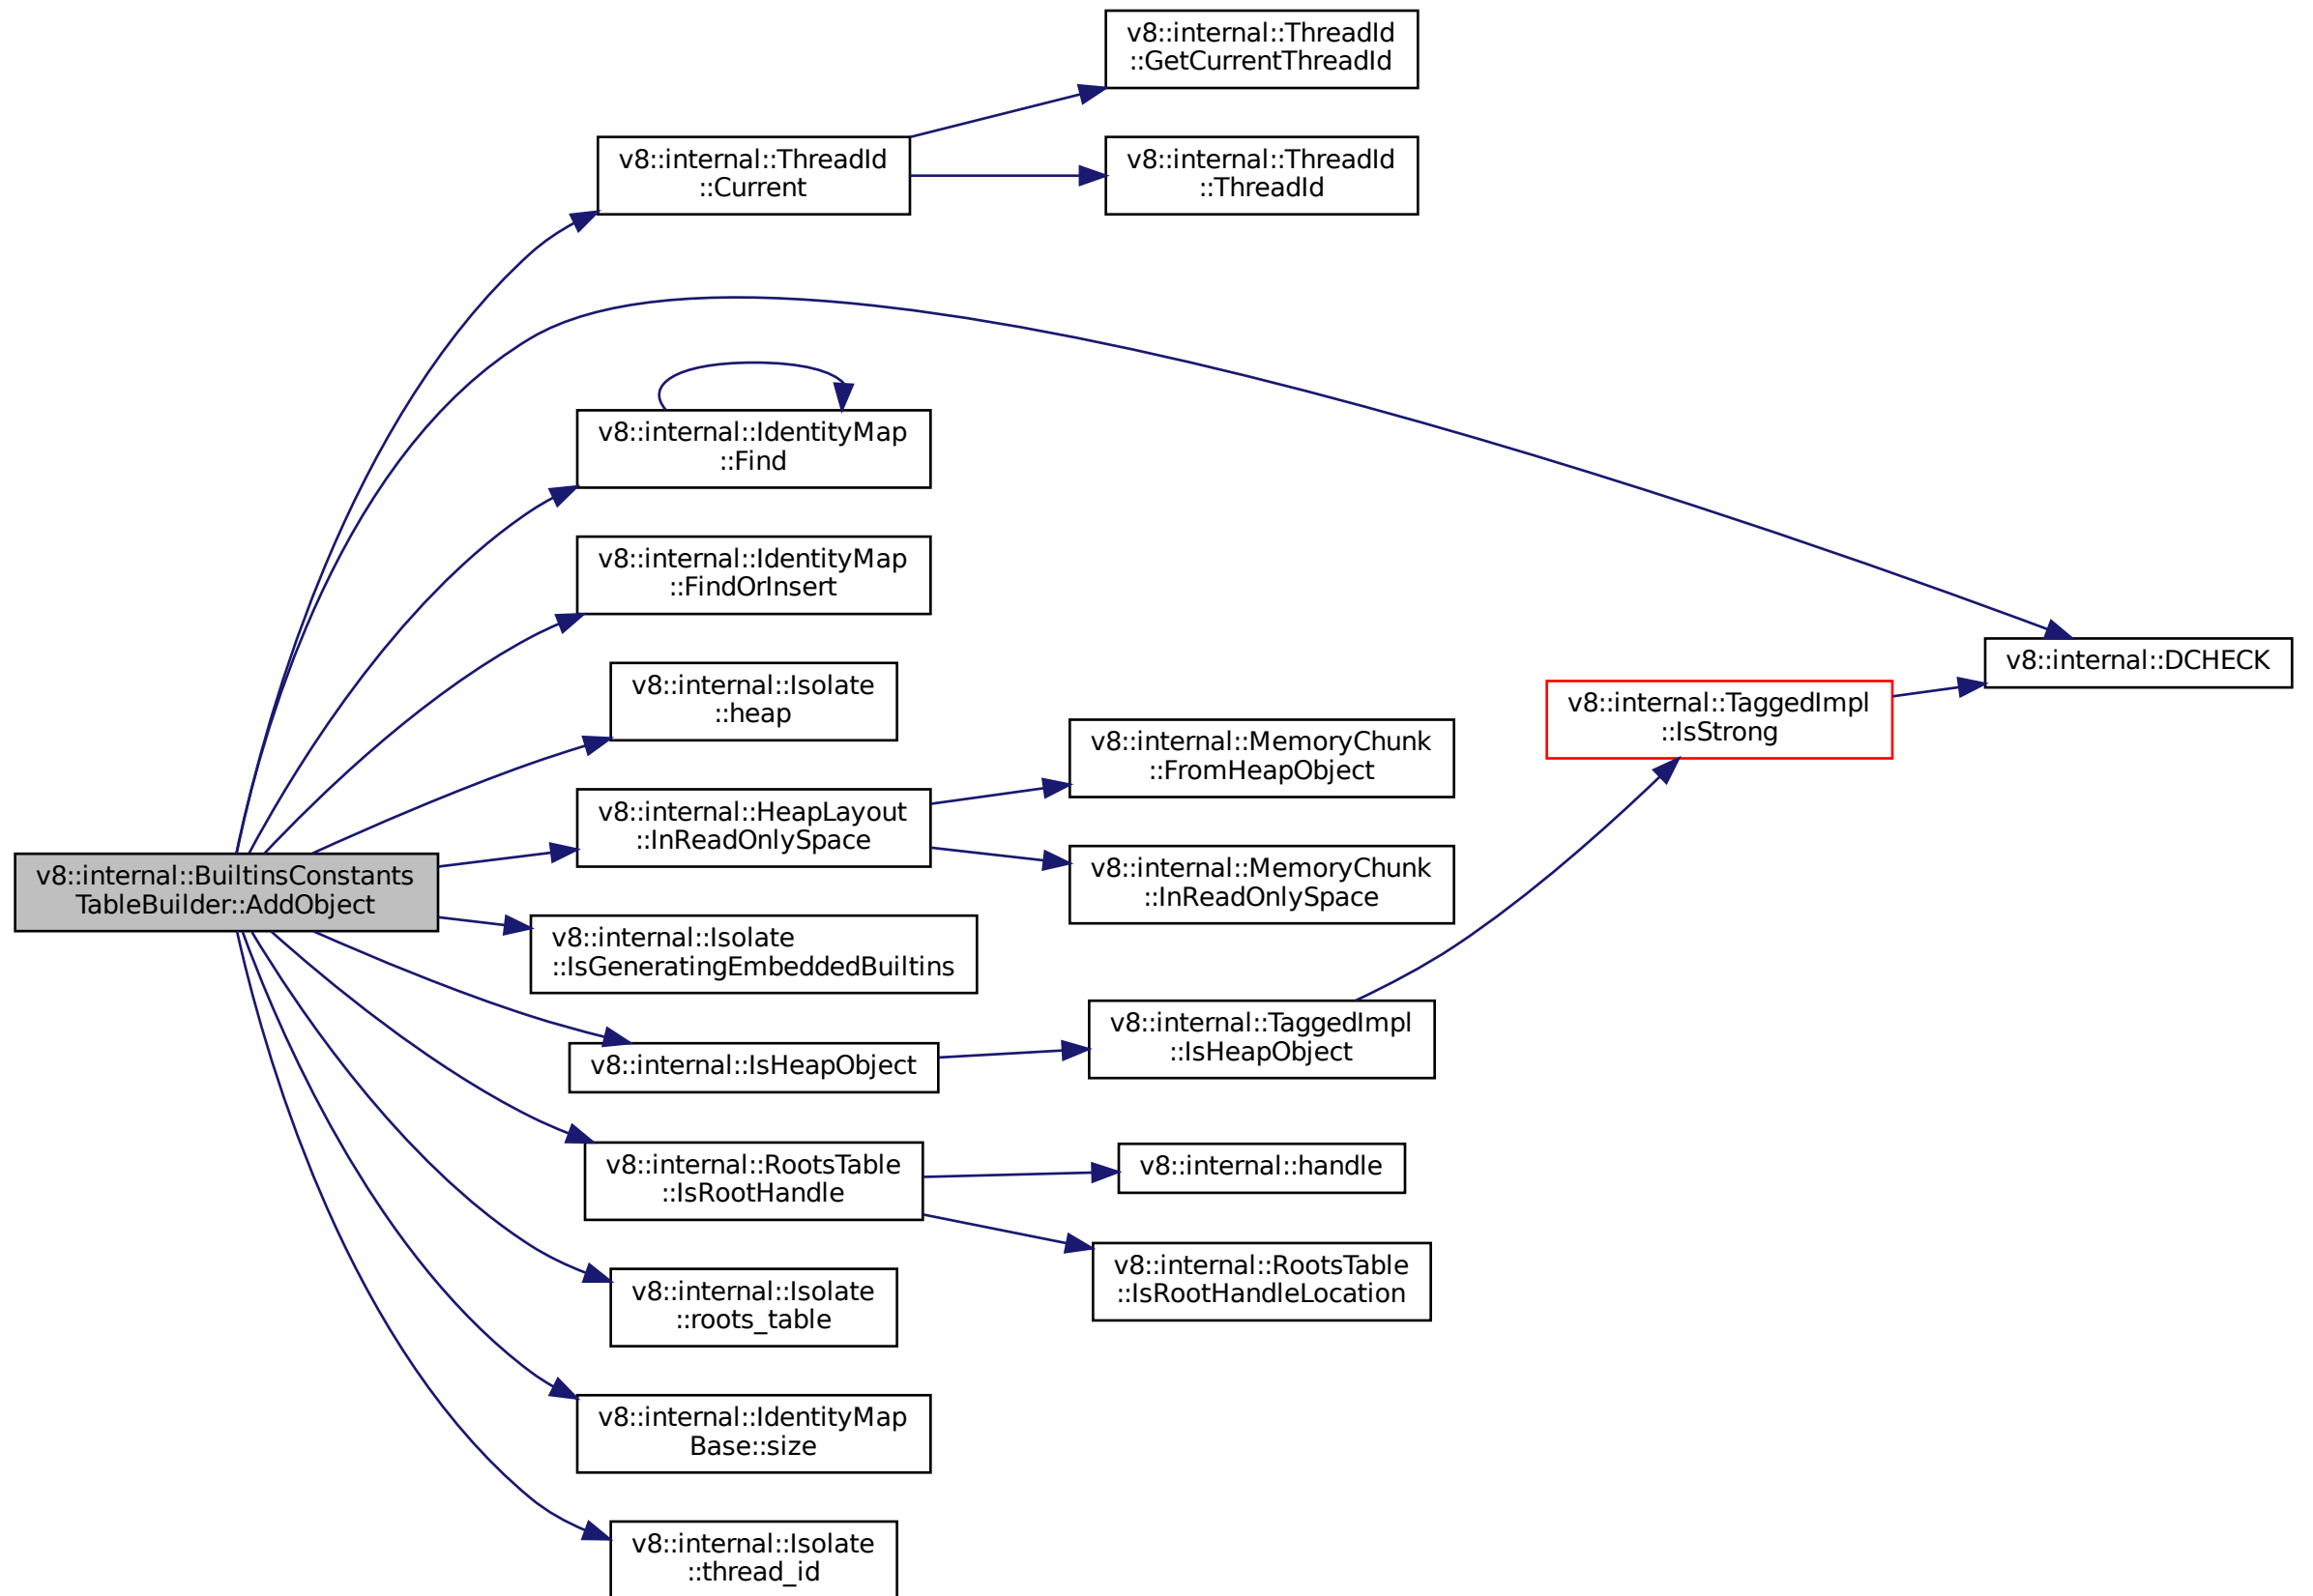 v8::internal::ThreadId
::GetCurrentThreadId
v8::internal::ThreadId
::Current
v8::internal::ThreadId
::ThreadId
v8::internal::IdentityMap
::Find
v8::internal::IdentityMap
::FindOrInsert
v8::internal::DCHECK
v8::internal::Isolate
::heap
v8::internal::TaggedImpl
::IsStrong
v8::internal::MemoryChunk
::FromHeapObject
v8::internal::HeapLayout
::InReadOnlySpace
v8::internal::BuiltinsConstants
TableBuilder::AddObject
v8::internal::MemoryChunk
::InReadOnlySpace
v8::internal::Isolate
::IsGeneratingEmbeddedBuiltins
v8::internal::IsHeapObject
v8::internal::TaggedImpl
::IsHeapObject
v8::internal::RootsTable
::IsRootHandle
v8::internal::handle
v8::internal::RootsTable
::IsRootHandleLocation
v8::internal::Isolate
::roots_table
v8::internal::IdentityMap
Base::size
v8::internal::Isolate
::thread_id